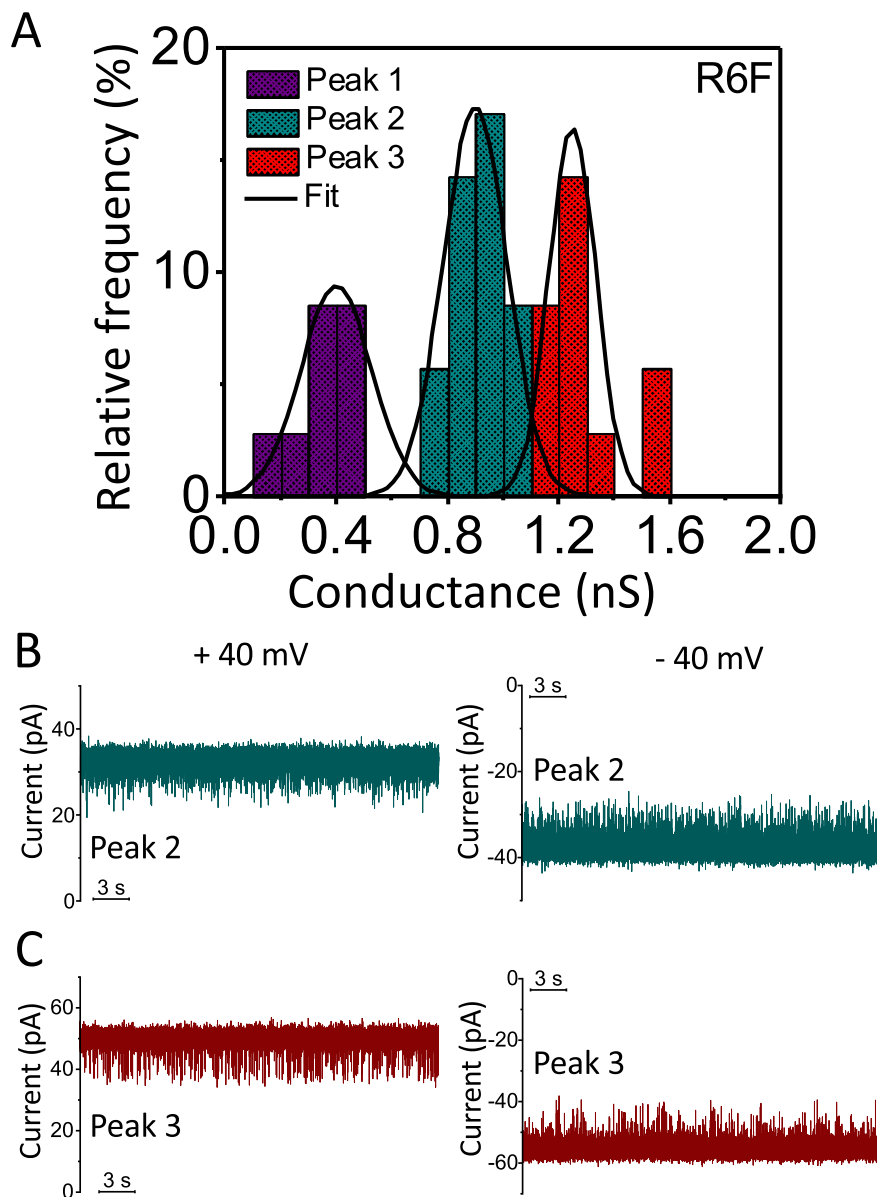 A
R6F
Relative frequency (%)
20
10
0
Peak 1
Peak 2
Peak 3
Fit
0.0 0.4 0.8 1.2 1.6 2.0
Conductance (nS)
B
+ 40 mV
- 40 mV
Current (pA)
40
20
0
Peak 2
3 s
Current (pA)
0
-20
-40
3 s
Peak 2
C
Current (pA)
60
40
20
0
Peak 3
3 s
Current (pA)
0
-20
-40
-60
3 s
Peak 3